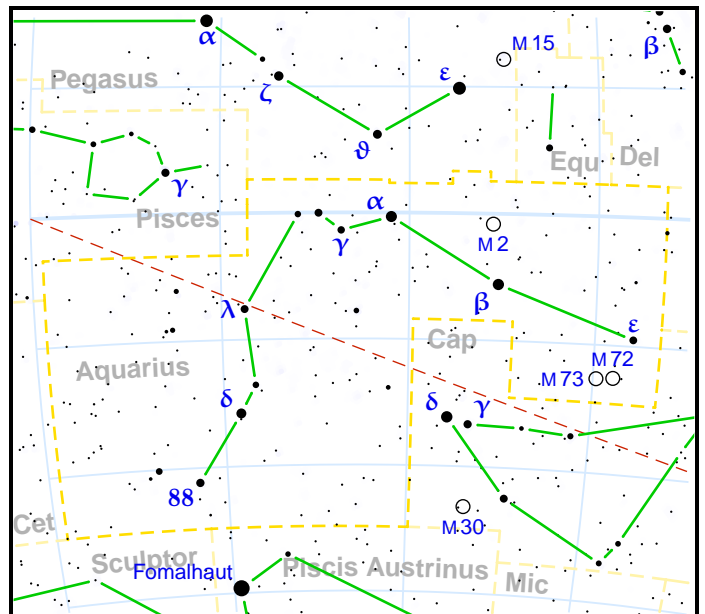 α
M 15
β
Pegasus
ζ
ε
ϑ
Equ
Del
γ
Pisces
α
γ
M 2
λ
β
ε
Cap
M 72
Aquarius
M 73
δ
δ
γ
88
M 30
Cet
Sculptor
Fomalhaut
Piscis Austrinus
Mic